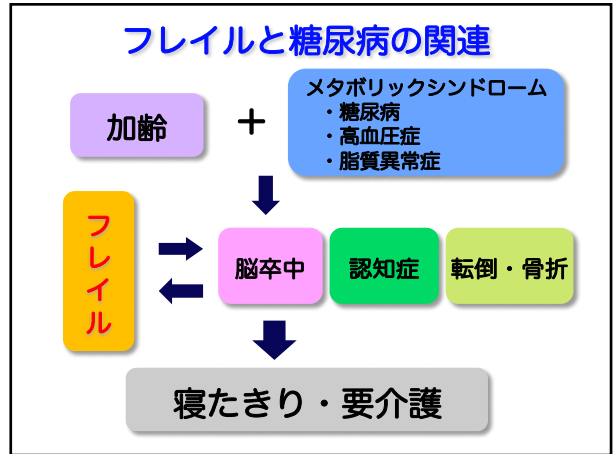 フレイルと糖尿病の関連
加齢
+
メタボリックシンドローム
・糖尿病
・高血圧症
・脂質異常症
フレイル
脳卒中
認知症
転倒・骨折
寝たきり・要介護